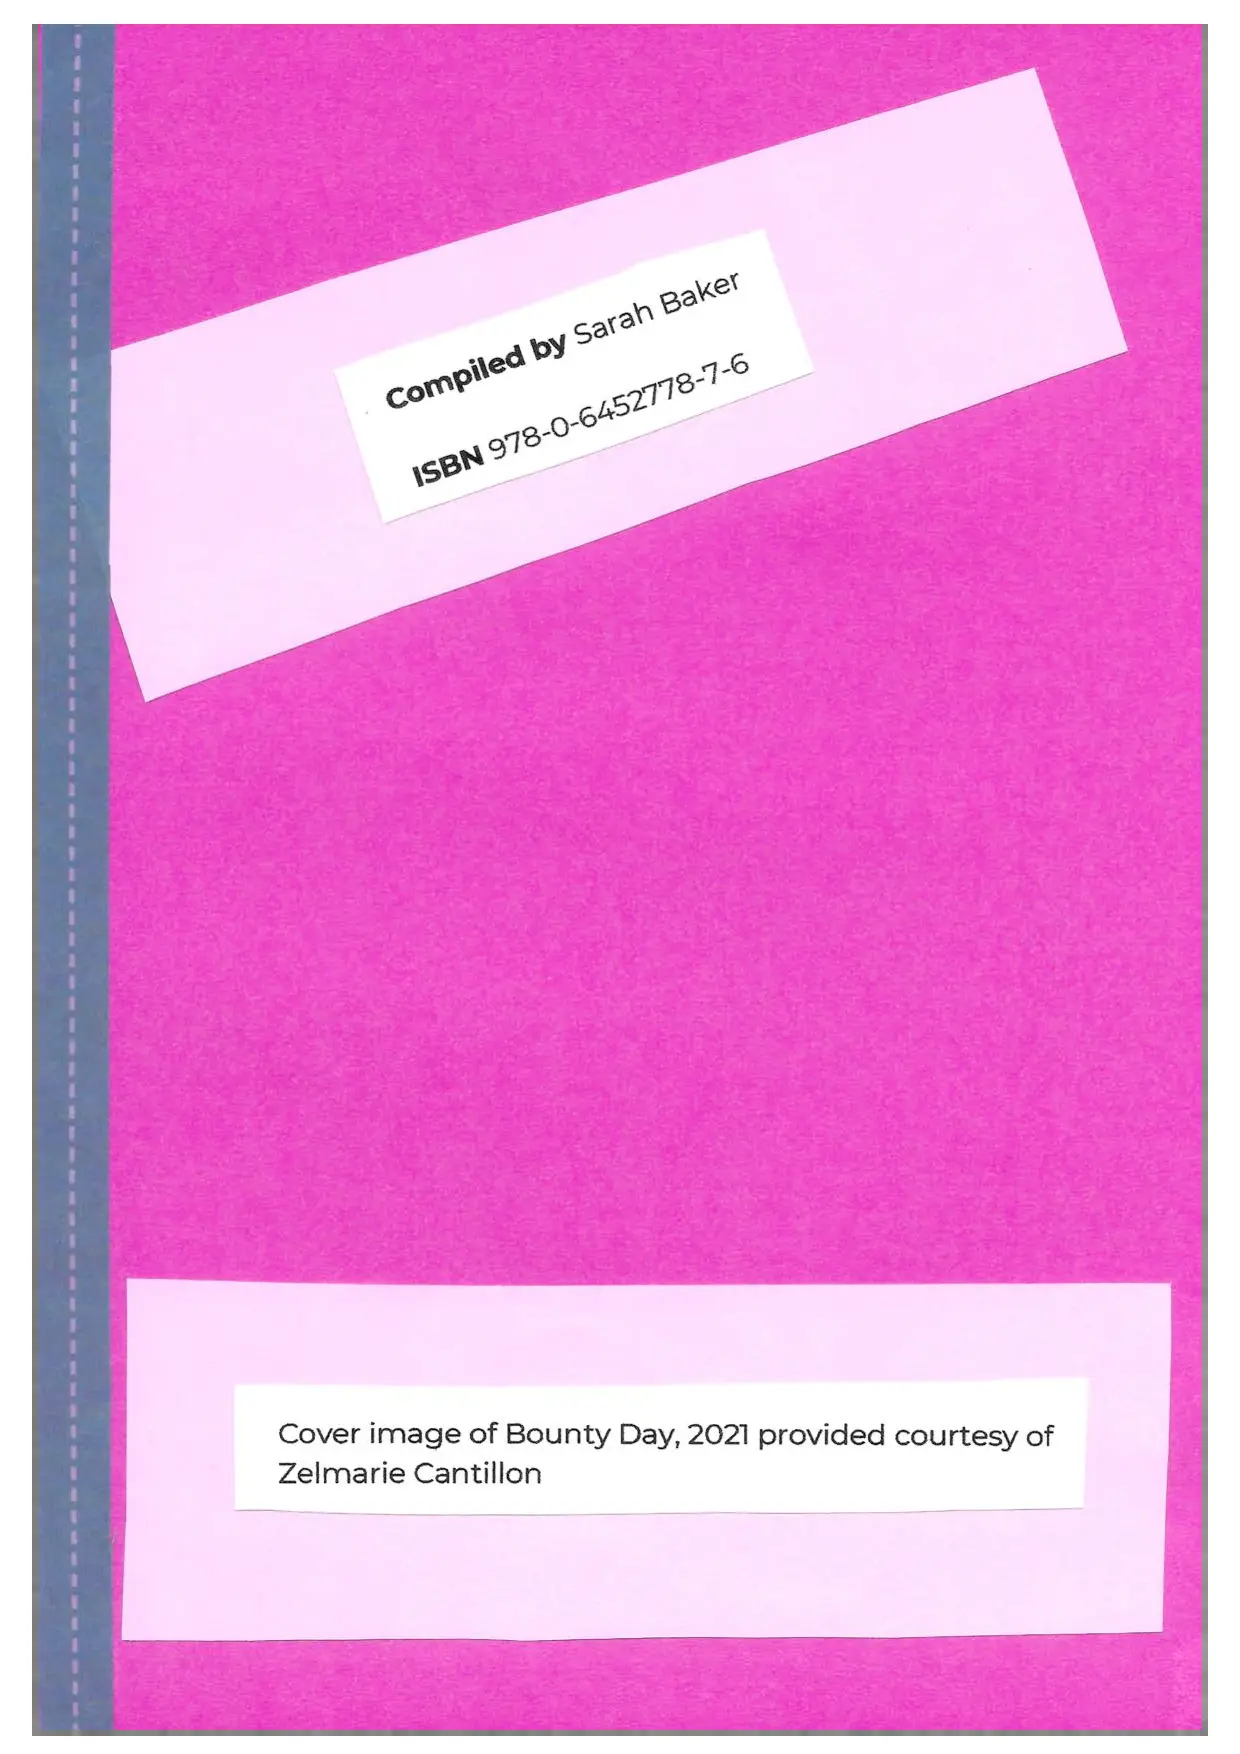 Compiled by Sarah Baker
ISBN 978-0-6452778-7-6
Cover image of Bounty Day, 2021 provided courtesy of
Zelmarie Cantillon